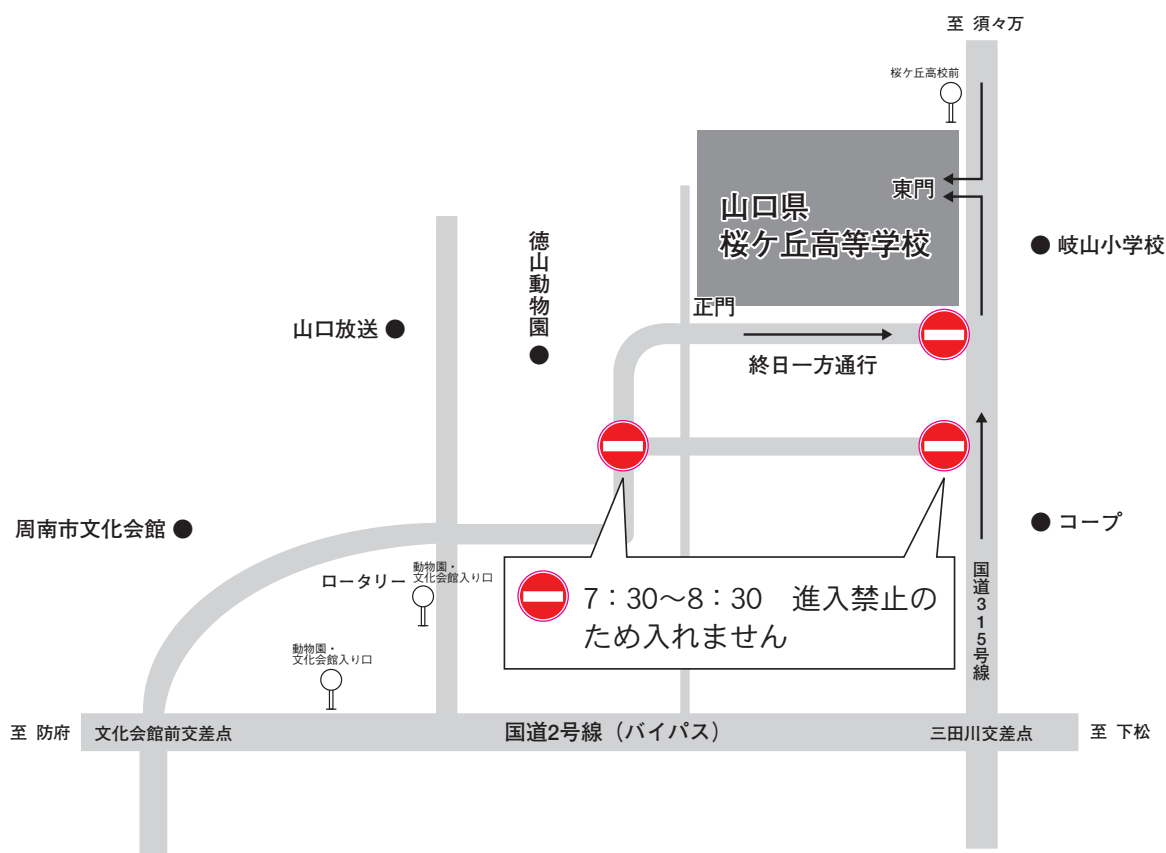 至 須々万
桜ケ丘高校前
東門
山口県
桜ケ丘高等学校
岐山小学校
徳山動物園
山口放送
正門
終日一方通行
周南市文化会館
コープ
ロータリー
動物園・
文化会館入り口
7：30〜8：30　進入禁止の
ため入れません
国道315号線
動物園・
文化会館入り口
至 防府
文化会館前交差点
国道2号線（バイパス）
三田川交差点
至 下松